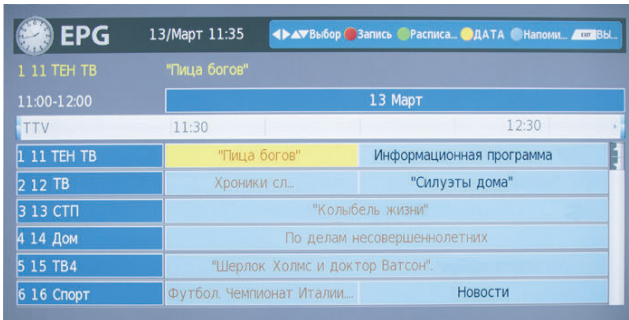 EPG 13/Март 11:35 Выбор Запись Расписа... ДАТА Напоми... EXIT ВЫ...
1 11 ТЕН ТВ "Пица богов"
11:00-12:00 13 Март
TTV 11:30 12:30
1 11 ТЕН ТВ "Пица богов" Информационная программа
2 12 ТВ Хроники сл... "Силуэты дома"
3 13 СТП "Колыбель жизни"
4 14 Дом По делам несовершеннолетних
5 15 ТВ4 "Шерлок Холмс и доктор Ватсон".
6 16 Спорт Футбол. Чемпионат Италии.... Новости